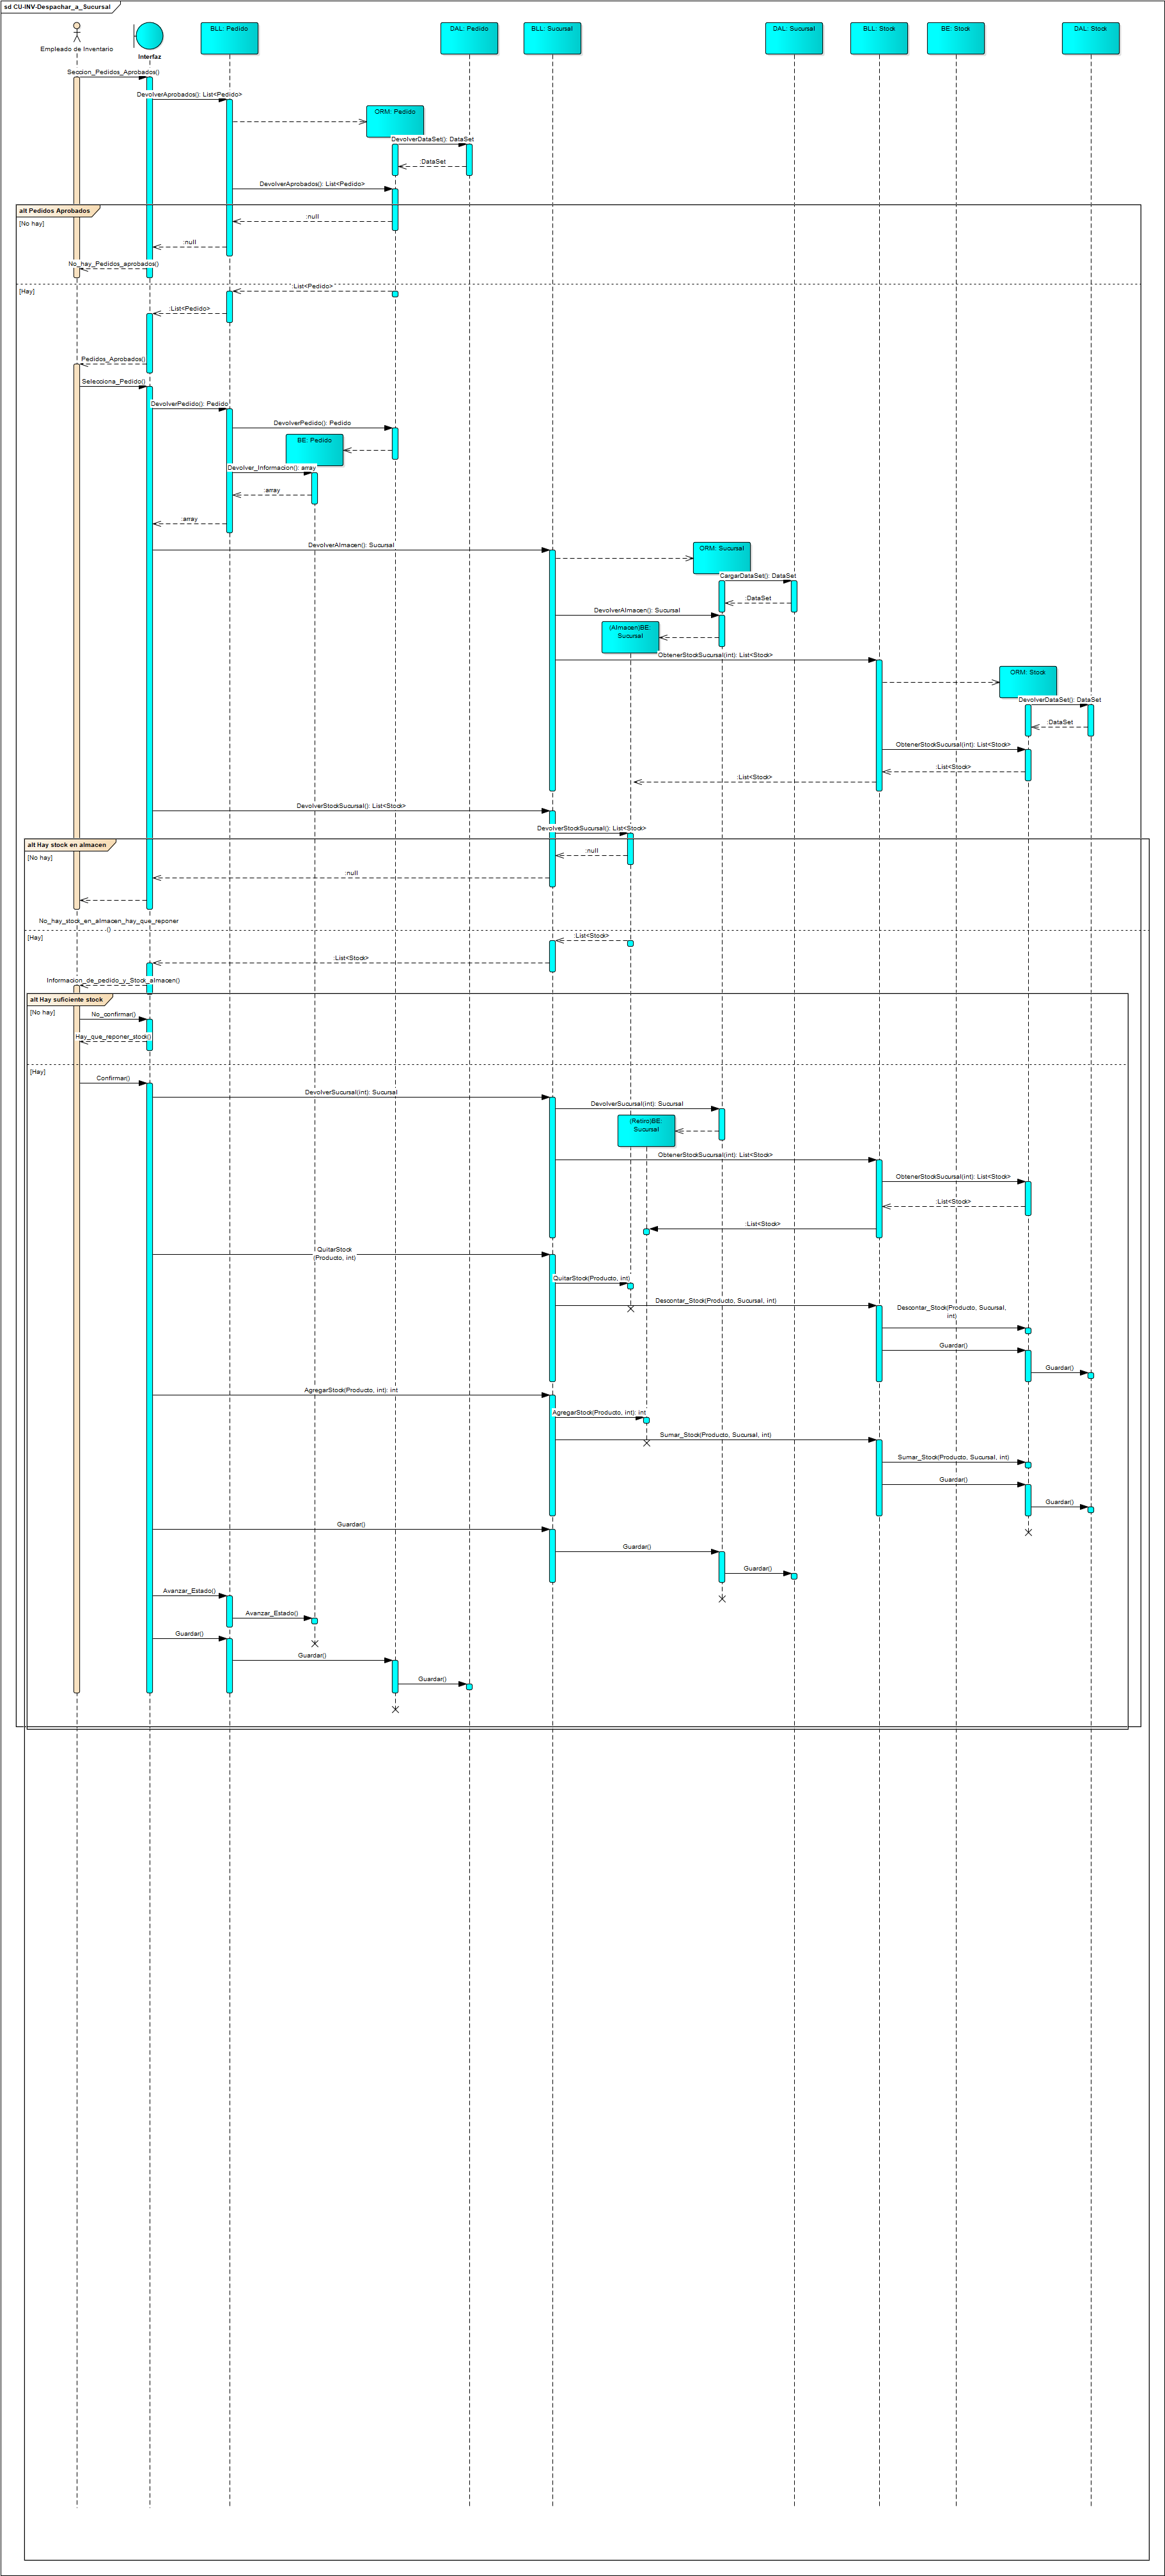 sd CU-INV-Despachar_a_Sucursal
Empleado de Inventario
Interfaz
BLL: Pedido
DAL: Pedido
BLL: Sucursal
DAL: Sucursal
BLL: Stock
BE: Stock
DAL: Stock
Seccion_Pedidos_Aprobados()
DevolverAprobados(): List<Pedido>
ORM: Pedido
DevolverDataSet(): DataSet
:DataSet
DevolverAprobados(): List<Pedido>
alt Pedidos Aprobados
[No hay]
:null
:null
No_hay_Pedidos_aprobados()
[Hay]
:List<Pedido>
:List<Pedido>
Pedidos_Aprobados()
Selecciona_Pedido()
DevolverPedido(): Pedido
DevolverPedido(): Pedido
BE: Pedido
Devolver_Informacion(): array
:array
:array
DevolverAlmacen(): Sucursal
ORM: Sucursal
CargarDataSet(): DataSet
:DataSet
DevolverAlmacen(): Sucursal
(Almacen)BE:
Sucursal
ObtenerStockSucursal(int): List<Stock>
ORM: Stock
DevolverDataSet(): DataSet
:DataSet
ObtenerStockSucursal(int): List<Stock>
:List<Stock>
:List<Stock>
DevolverStockSucursal(): List<Stock>
DevolverStockSucursal(): List<Stock>
alt Hay stock en almacen
[No hay]
:null
:null
No_hay_stock_en_almacen_hay_que_reponer
()
[Hay]
:List<Stock>
:List<Stock>
Informacion_de_pedido_y_Stock_almacen()
alt Hay suficiente stock
[No hay]
No_confirmar()
Hay_que_reponer_stock()
[Hay]
Confirmar()
DevolverSucursal(int): Sucursal
DevolverSucursal(int): Sucursal
(Retiro)BE:
Sucursal
ObtenerStockSucursal(int): List<Stock>
ObtenerStockSucursal(int): List<Stock>
:List<Stock>
:List<Stock>
QuitarStock
(Producto, int)
QuitarStock(Producto, int)
Descontar_Stock(Producto, Sucursal, int)
Descontar_Stock(Producto, Sucursal,
int)
Guardar()
Guardar()
AgregarStock(Producto, int): int
AgregarStock(Producto, int): int
Sumar_Stock(Producto, Sucursal, int)
Sumar_Stock(Producto, Sucursal, int)
Guardar()
Guardar()
Guardar()
Guardar()
Guardar()
Avanzar_Estado()
Avanzar_Estado()
Guardar()
Guardar()
Guardar()